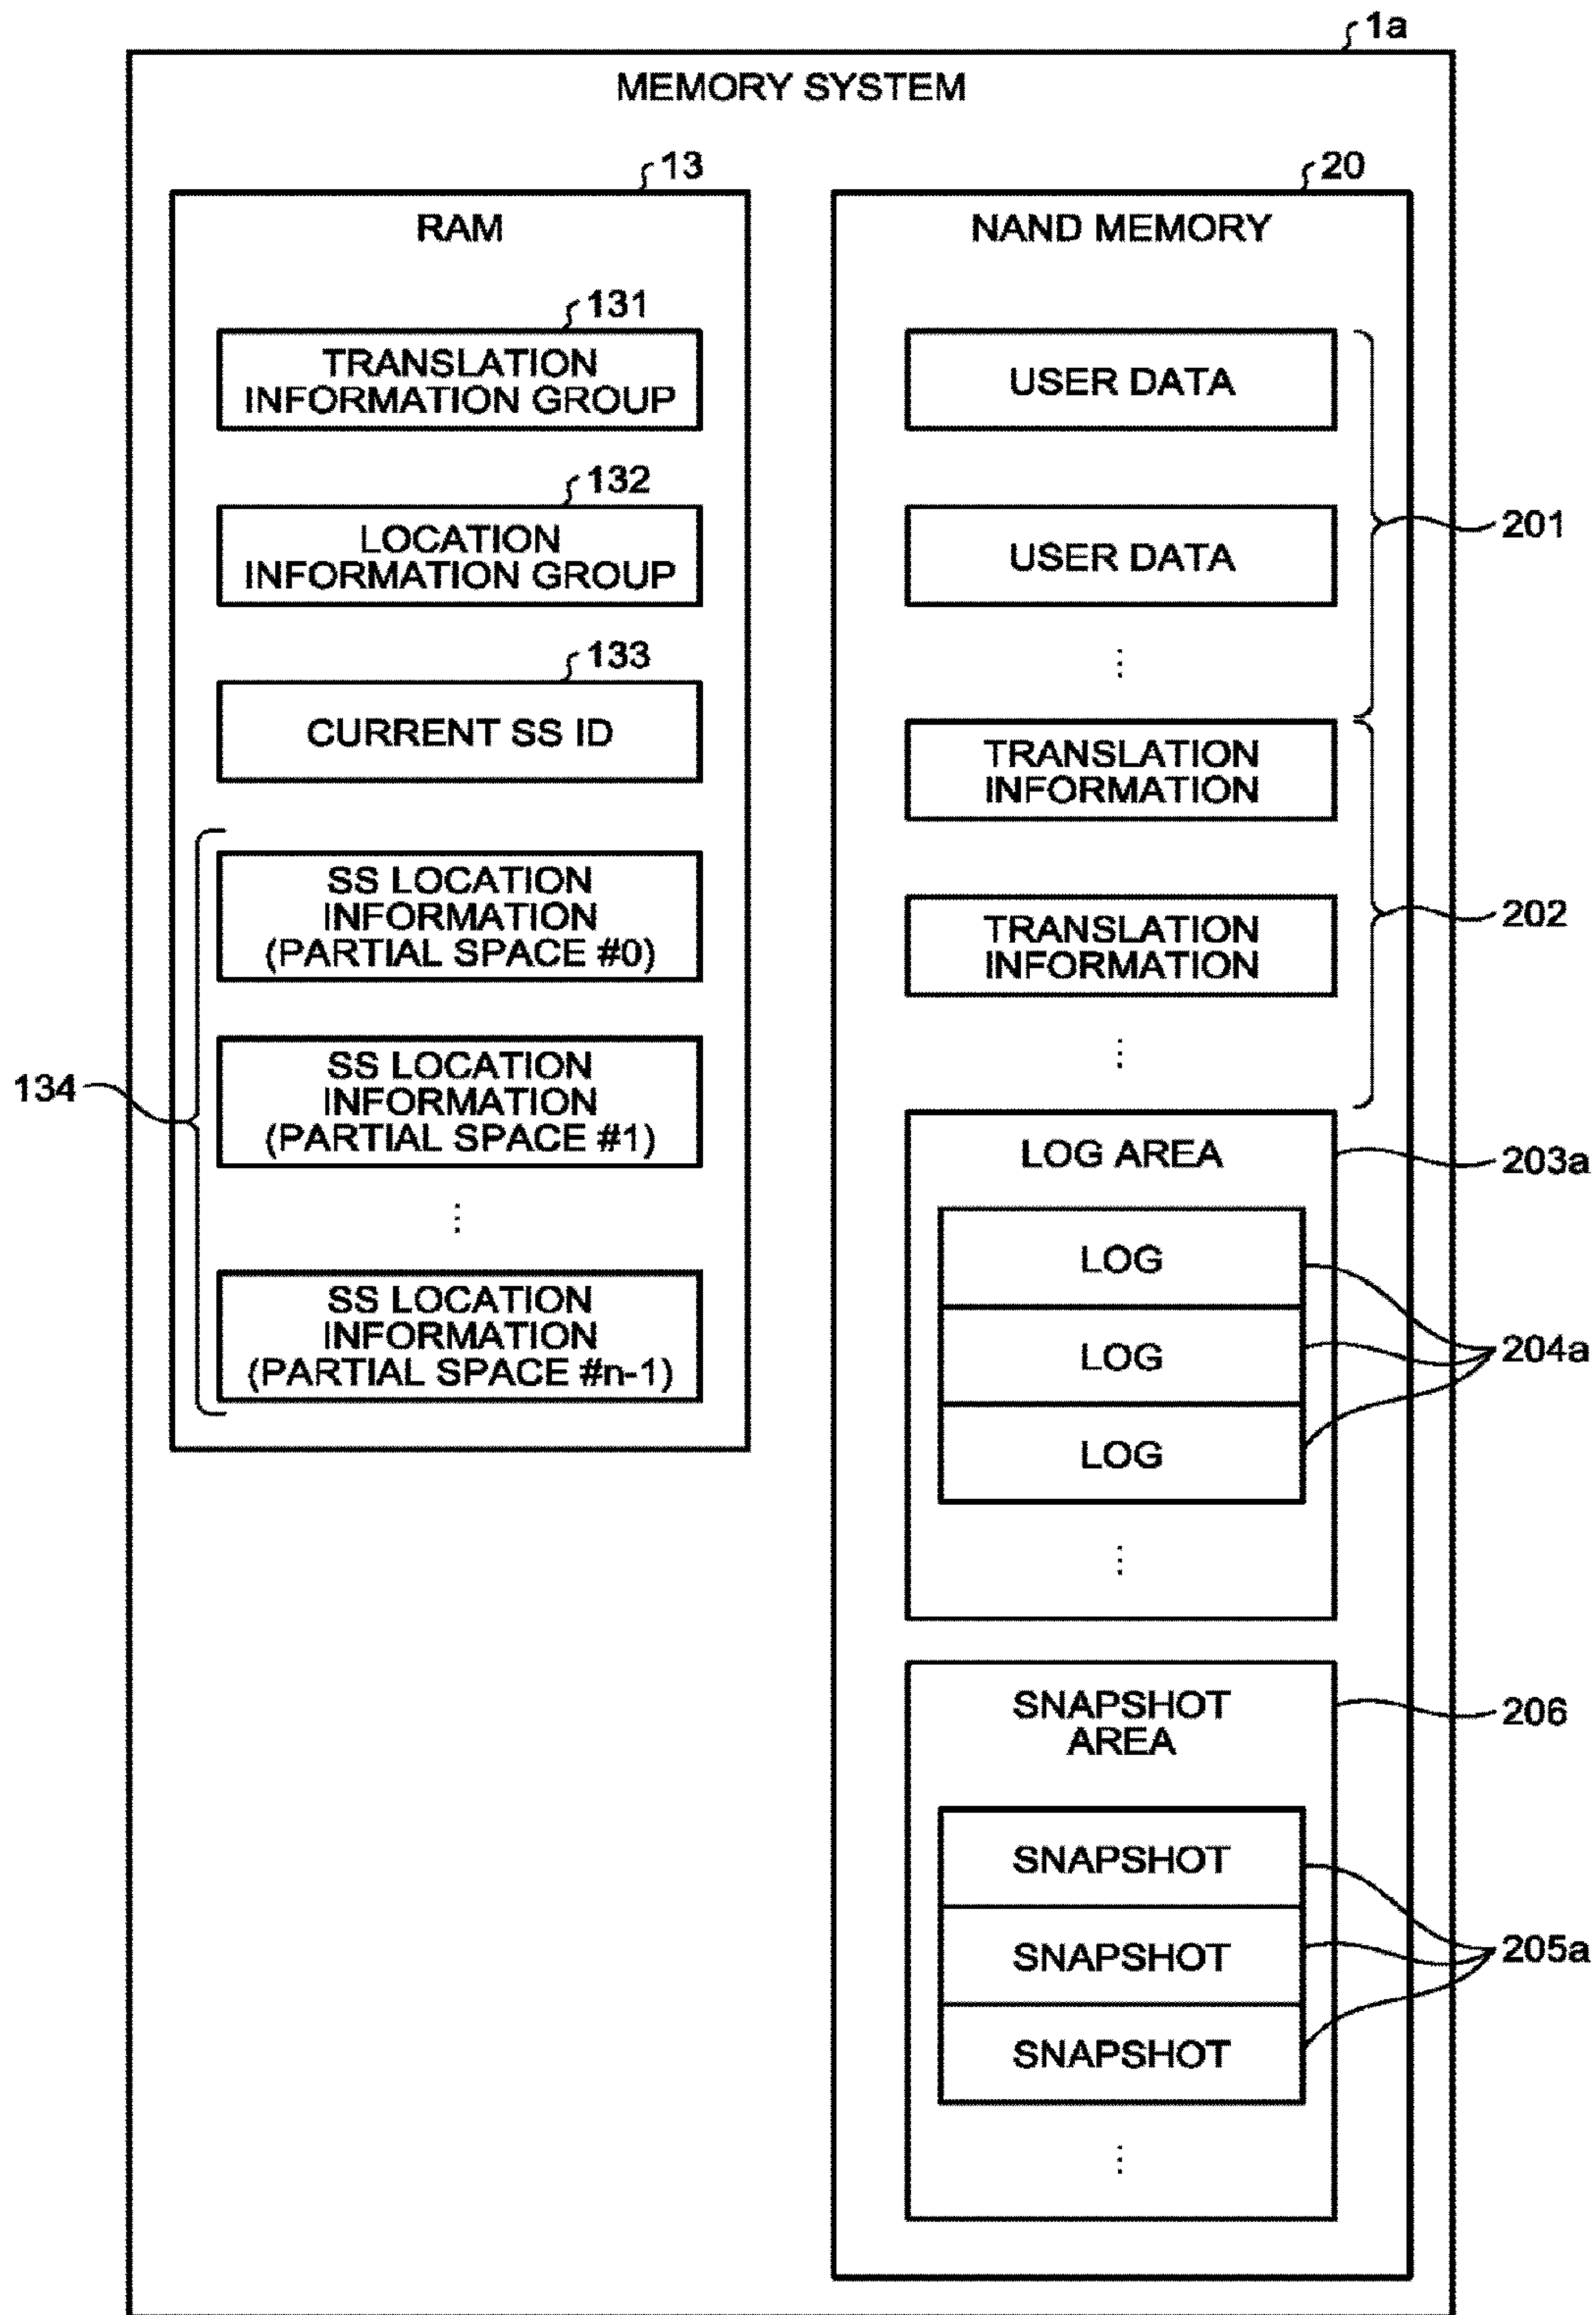 1a
MEMORY SYSTEM
13
RAM
131
TRANSLATION
INFORMATION GROUP
132
LOCATION
INFORMATION GROUP
133
CURRENT SS ID
134
SS LOCATION
INFORMATION
(PARTIAL SPACE #0)
SS LOCATION
INFORMATION
(PARTIAL SPACE #1)
⋮
SS LOCATION
INFORMATION
(PARTIAL SPACE #n-1)
20
NAND MEMORY
USER DATA
USER DATA
⋮
201
TRANSLATION
INFORMATION
TRANSLATION
INFORMATION
⋮
202
LOG AREA
203a
LOG
LOG
LOG
204a
⋮
SNAPSHOT
AREA
206
SNAPSHOT
SNAPSHOT
SNAPSHOT
205a
⋮